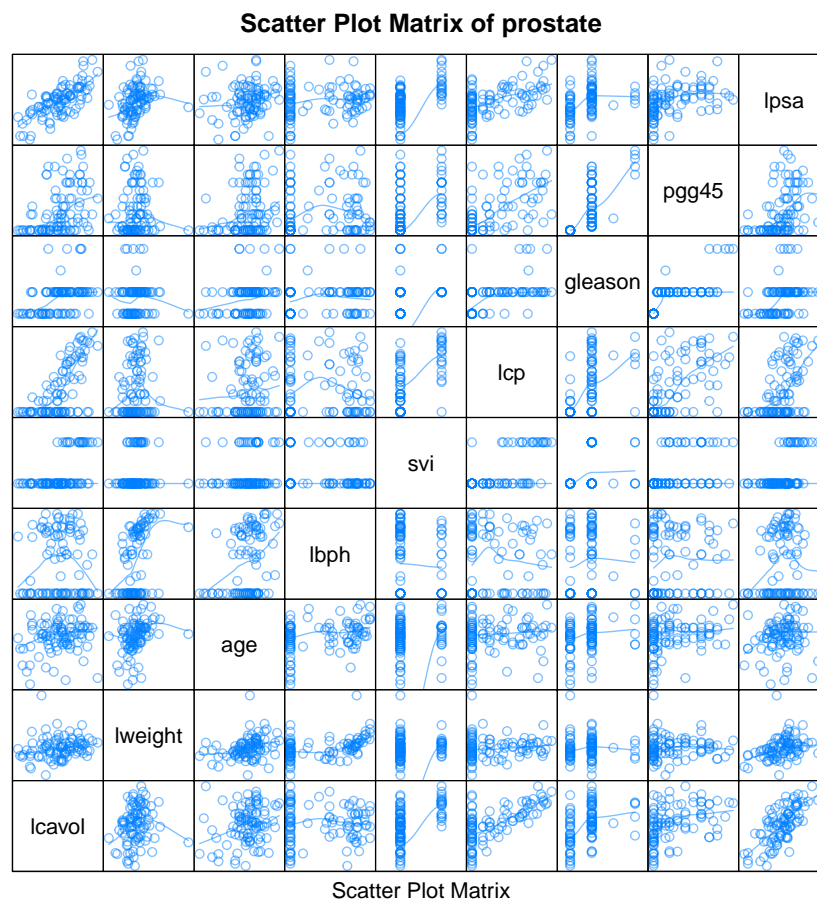 Scatter Plot Matrix of prostate
lpsa
pgg45
gleason
lcp
svi
lbph
age
lweight
lcavol
Scatter Plot Matrix